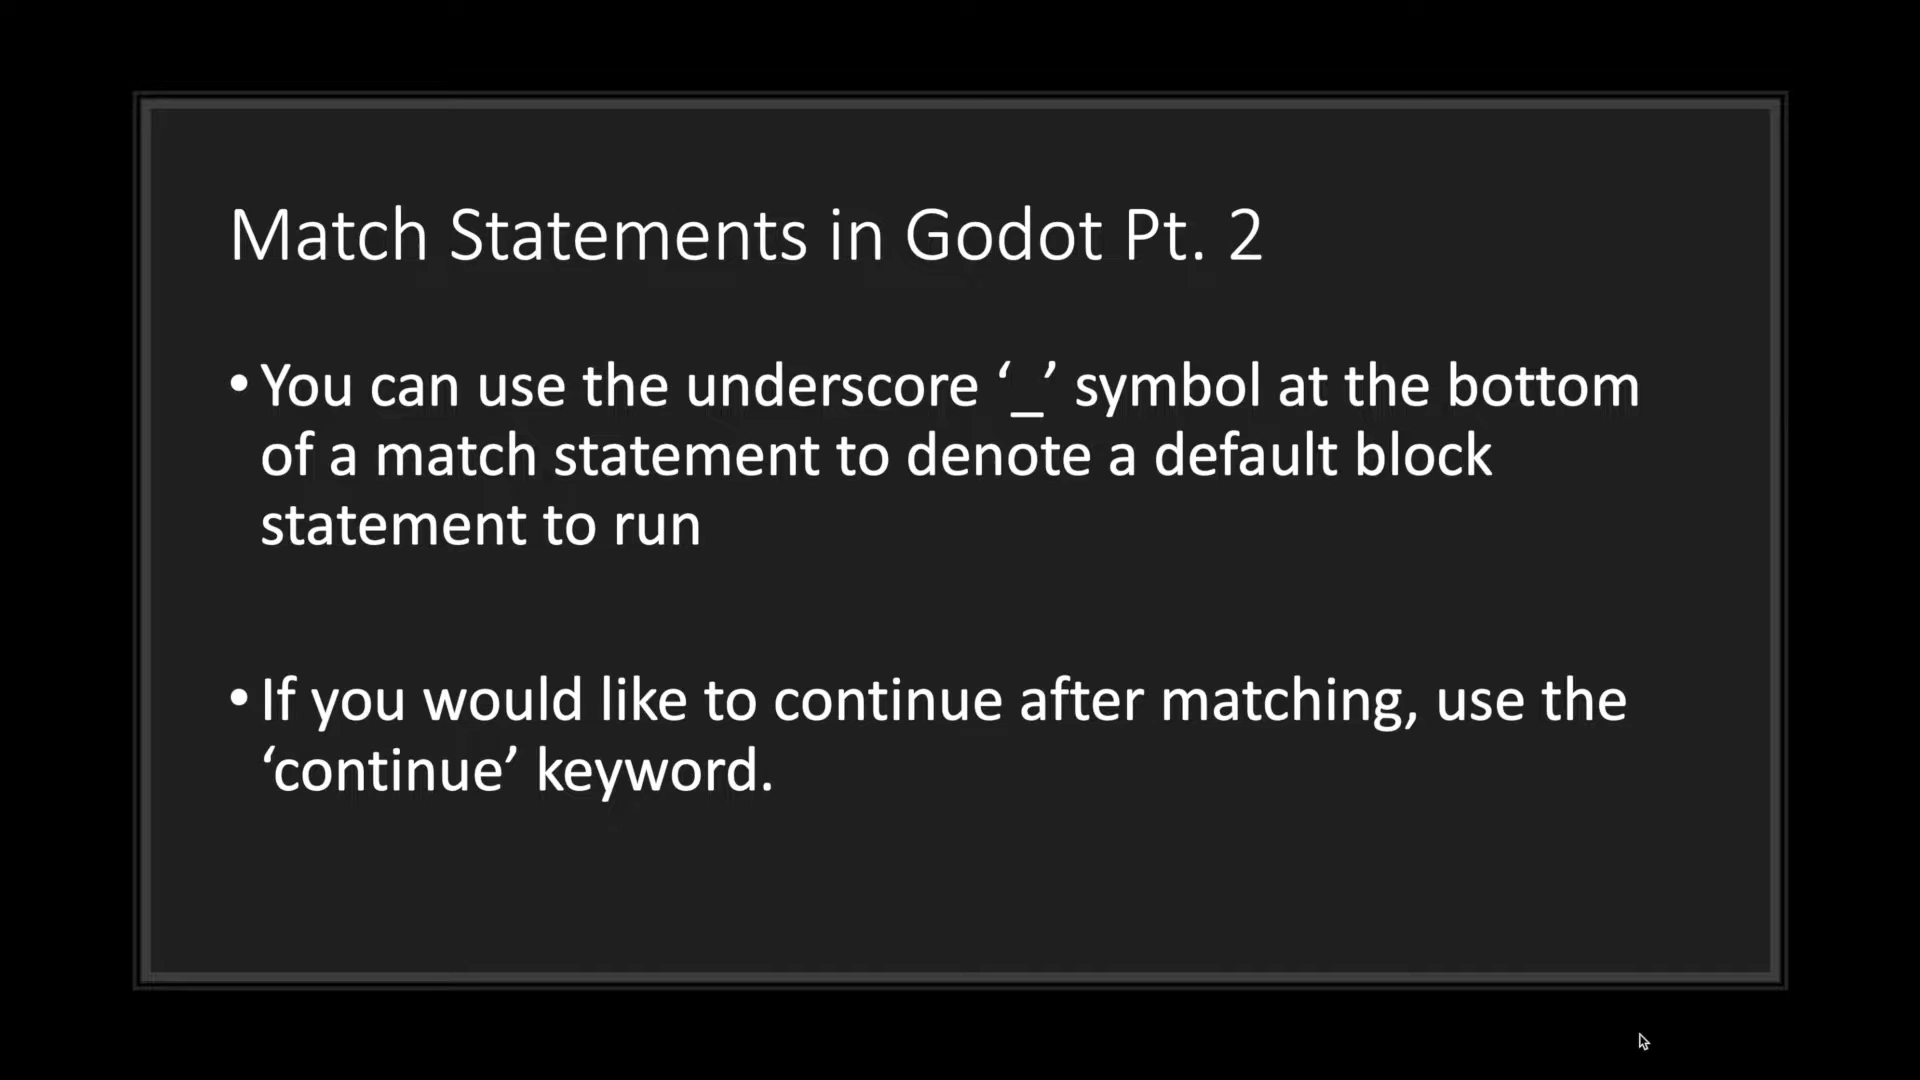 Match Statements in Godot Pt. 2
• You can use the underscore ‘_’ symbol at the bottom
of a match statement to denote a default block
statement to run
• If you would like to continue after matching, use the
‘continue’ keyword.